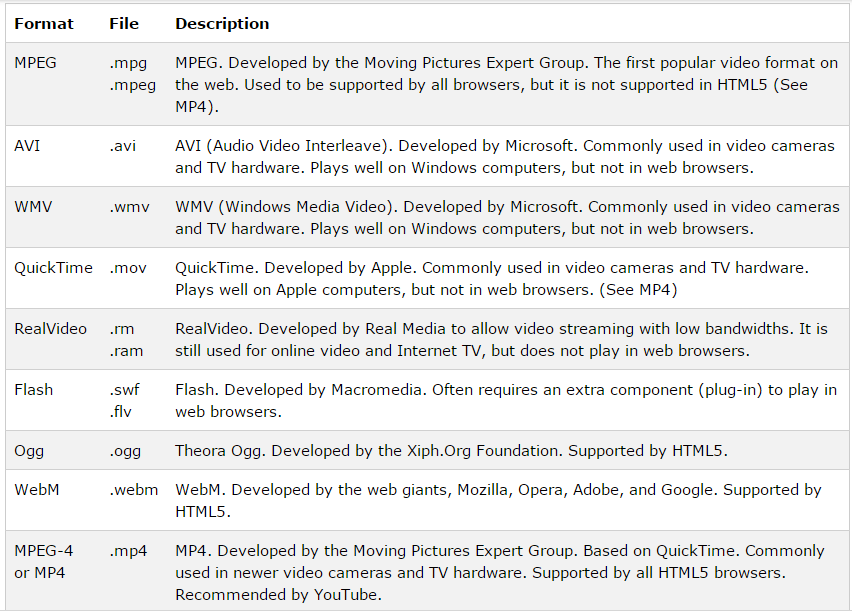 Format File Description
MPEG .mpg MPEG. Developed by the Moving Pictures Expert Group. The first popular video format on
.mpeg the web. Used to be supported by all browsers, but it is not supported in HTML5 (See
MP4).
AVI .avi AVI (Audio Video Interleave). Developed by Microsoft. Commonly used in video cameras
and TV hardware. Plays well on Windows computers, but not in web browsers.
WMV .wmv WMV (Windows Media Video). Developed by Microsoft. Commonly used in video cameras
and TV hardware. Plays well on Windows computers, but not in web browsers.
QuickTime .mov QuickTime. Developed by Apple. Commonly used in video cameras and TV hardware.
Plays well on Apple computers, but not in web browsers. (See MP4)
RealVideo .rm RealVideo. Developed by Real Media to allow video streaming with low bandwidths. It is
.ram still used for online video and Internet TV, but does not play in web browsers.
Flash .swf Flash. Developed by Macromedia. Often requires an extra component (plug-in) to play in
.flv web browsers.
Ogg .ogg Theora Ogg. Developed by the Xiph.Org Foundation. Supported by HTML5.
WebM .webm WebM. Developed by the web giants, Mozilla, Opera, Adobe, and Google. Supported by
HTML5.
MPEG-4 .mp4 MP4. Developed by the Moving Pictures Expert Group. Based on QuickTime. Commonly
or MP4 used in newer video cameras and TV hardware. Supported by all HTML5 browsers.
Recommended by YouTube.